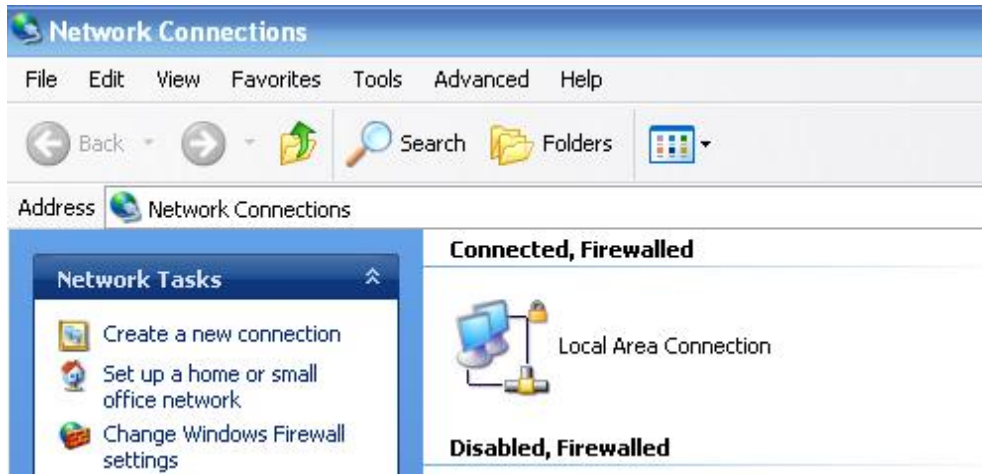 Network Connections
File Edit View Favorites Tools Advanced Help
Back Search Folders
Address Network Connections
Network Tasks
Create a new connection
Set up a home or small
office network
Change Windows Firewall
settings
Connected, Firewalled
Local Area Connection
Disabled, Firewalled